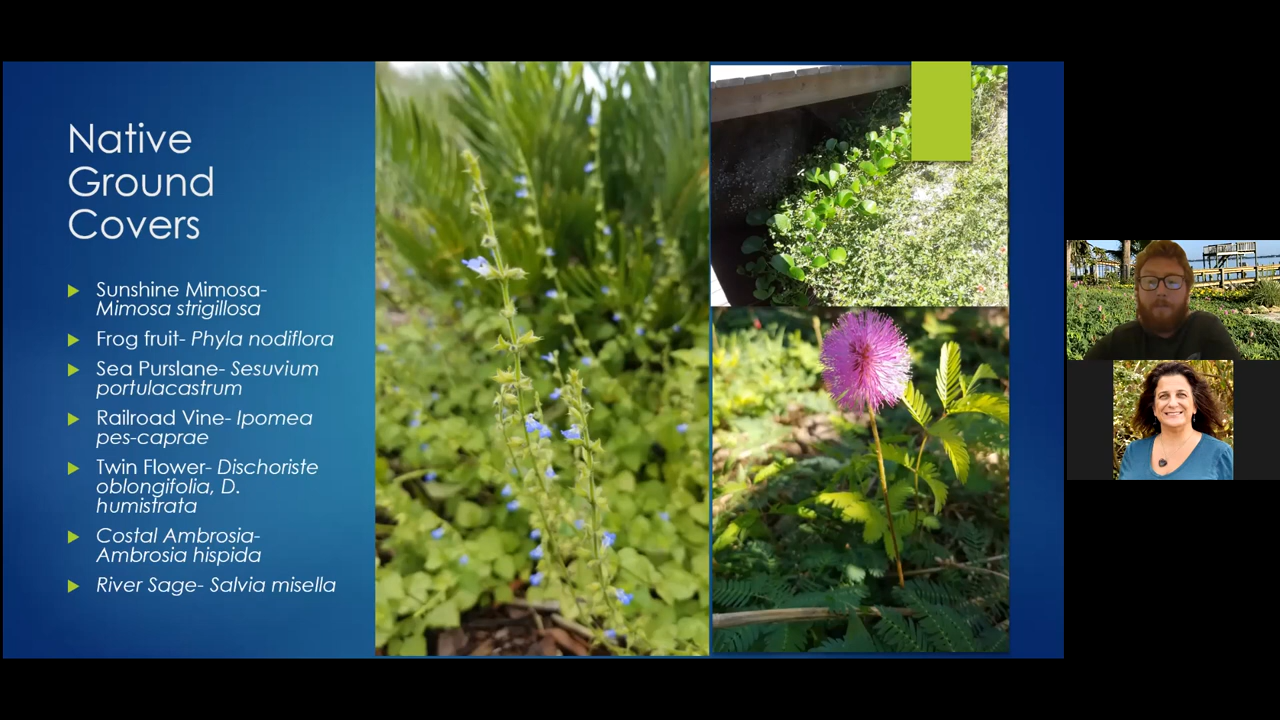 Native
Ground
Covers
Sunshine Mimosa-
Mimosa strigillosa
Frog fruit- Phyla nodiflora
Sea Purslane- Sesuvium
portulacastrum
Railroad Vine- Ipomea
pes-caprae
Twin Flower- Dischoriste
oblongifolia, D.
humistrata
Costal Ambrosia-
Ambrosia hispida
River Sage- Salvia misella